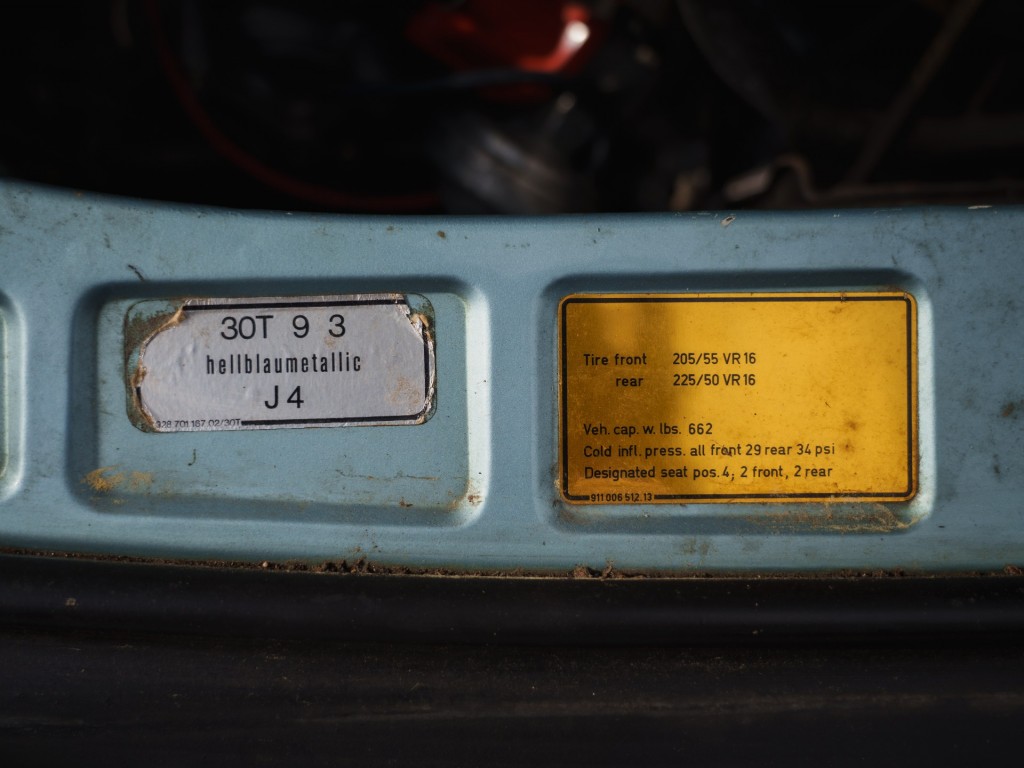 30T 9 3
hellblaumetallic
J4
928 701 187 02/30T
Tire front 205/55 VR 16
rear 225/50 VR 16
Veh. cap. w. lbs. 662
Cold infl. press. all front 29 rear 34 psi
Designated seat pos. 4, 2 front, 2 rear
911 006 512 13